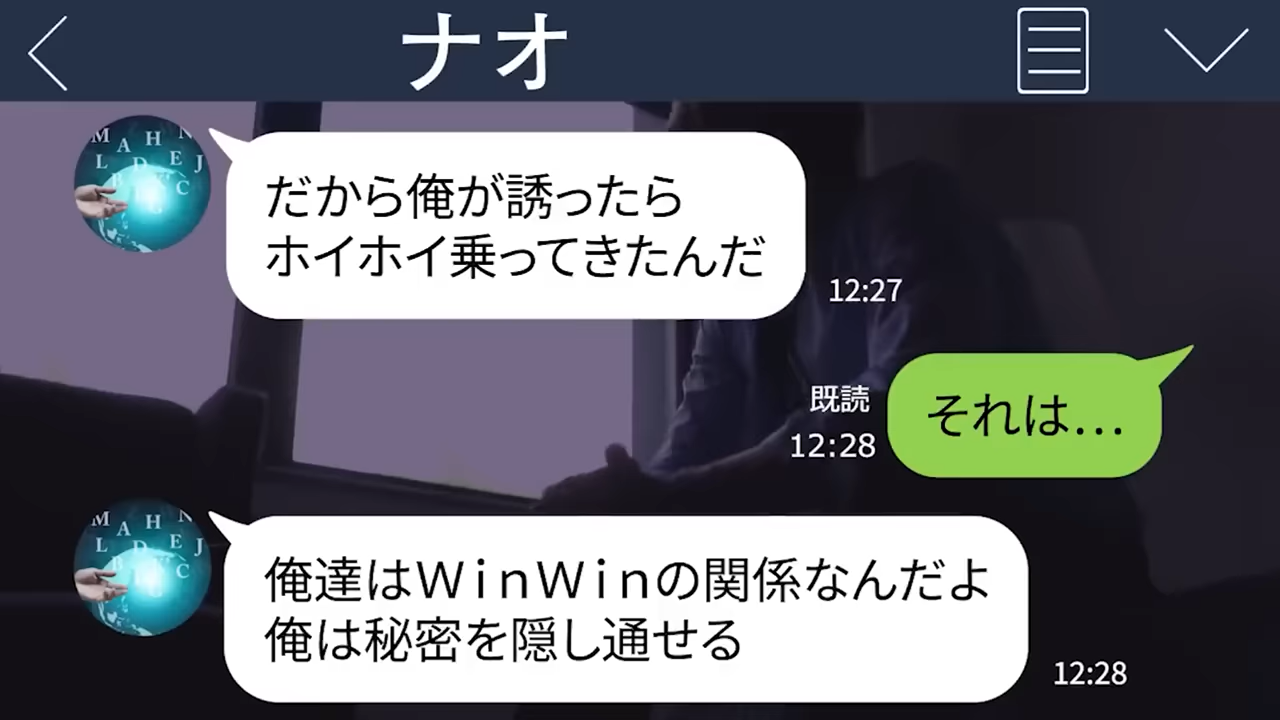 ナオ
だから俺が誘ったら
ホイホイ乗ってきたんだ
12:27
それは…
既読
12:28
俺達はＷｉｎＷｉｎの関係なんだよ
俺は秘密を隠し通せる
12:28